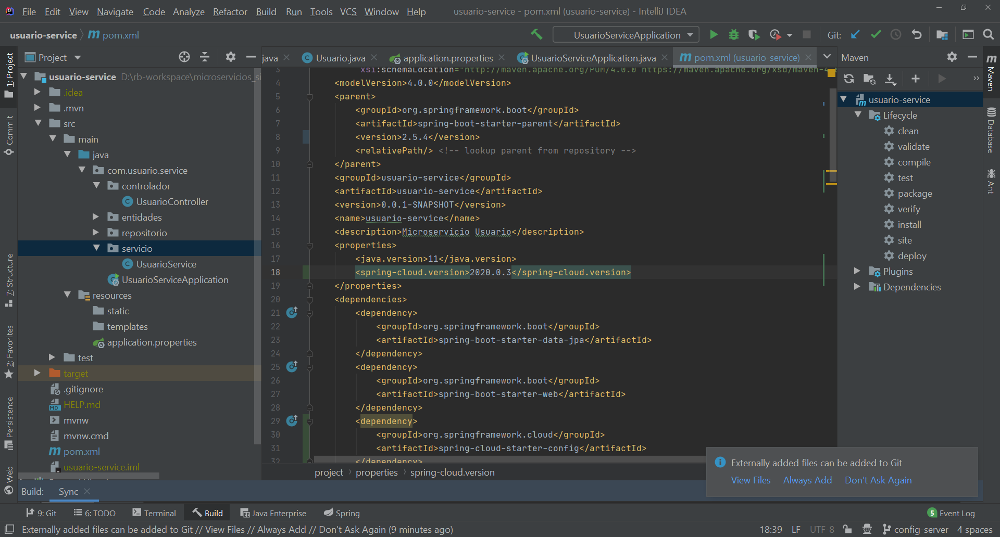 File Edit View Navigate Code Analyze Refactor Build Run Tools VCS Window Help usuario-service - pom.xml (usuario-service) - IntelliJ IDEA
usuario-service m pom.xml
UsuarioServiceApplication
Git:
1: Project
Commit
7: Structure
2: Favorites
Persistence
Web
Project
usuario-service D:\rb-workspace\microservicios_si
.idea
.mvn
src
main
java
com.usuario.service
controlador
C UsuarioController
entidades
repositorio
servicio
C UsuarioService
UsuarioServiceApplication
resources
static
templates
application.properties
test
target
.gitignore
MD HELP.md
mvnw
mvnw.cmd
m pom.xml
usuario-service.iml
java
C Usuario.java
application.properties
UsuarioServiceApplication.java
m pom.xml (usuario-service)
3 xsi:schemaLocation="http://maven.apache.org/POM/4.0.0 https://maven.apache.org/xsd/maven-4
4 <modelVersion>4.0.0</modelVersion>
5 <parent>
6 <groupId>org.springframework.boot</groupId>
7 <artifactId>spring-boot-starter-parent</artifactId>
8 <version>2.5.4</version>
9 <relativePath/> <!-- lookup parent from repository -->
10 </parent>
11 <groupId>usuario-service</groupId>
12 <artifactId>usuario-service</artifactId>
13 <version>0.0.1-SNAPSHOT</version>
14 <name>usuario-service</name>
15 <description>Microservicio Usuario</description>
16 <properties>
17 <java.version>11</java.version>
18 <spring-cloud.version>2020.0.3</spring-cloud.version>
19 </properties>
20 <dependencies>
21 <dependency>
22 <groupId>org.springframework.boot</groupId>
23 <artifactId>spring-boot-starter-data-jpa</artifactId>
24 </dependency>
25 <dependency>
26 <groupId>org.springframework.boot</groupId>
27 <artifactId>spring-boot-starter-web</artifactId>
28 </dependency>
29 <dependency>
30 <groupId>org.springframework.cloud</groupId>
31 <artifactId>spring-cloud-starter-config</artifactId>
32 </dependency>
project › properties › spring-cloud.version
Maven
usuario-service
Lifecycle
clean
validate
compile
test
package
verify
install
site
deploy
Plugins
Dependencies
m Maven
Database
Ant
Externally added files can be added to Git
View Files Always Add Don't Ask Again
Build: Sync
9: Git 6: TODO Terminal Build Java Enterprise Spring 5 Event Log
Externally added files can be added to Git // View Files // Always Add // Don't Ask Again (9 minutes ago) 18:39 LF UTF-8 config-server 4 spaces